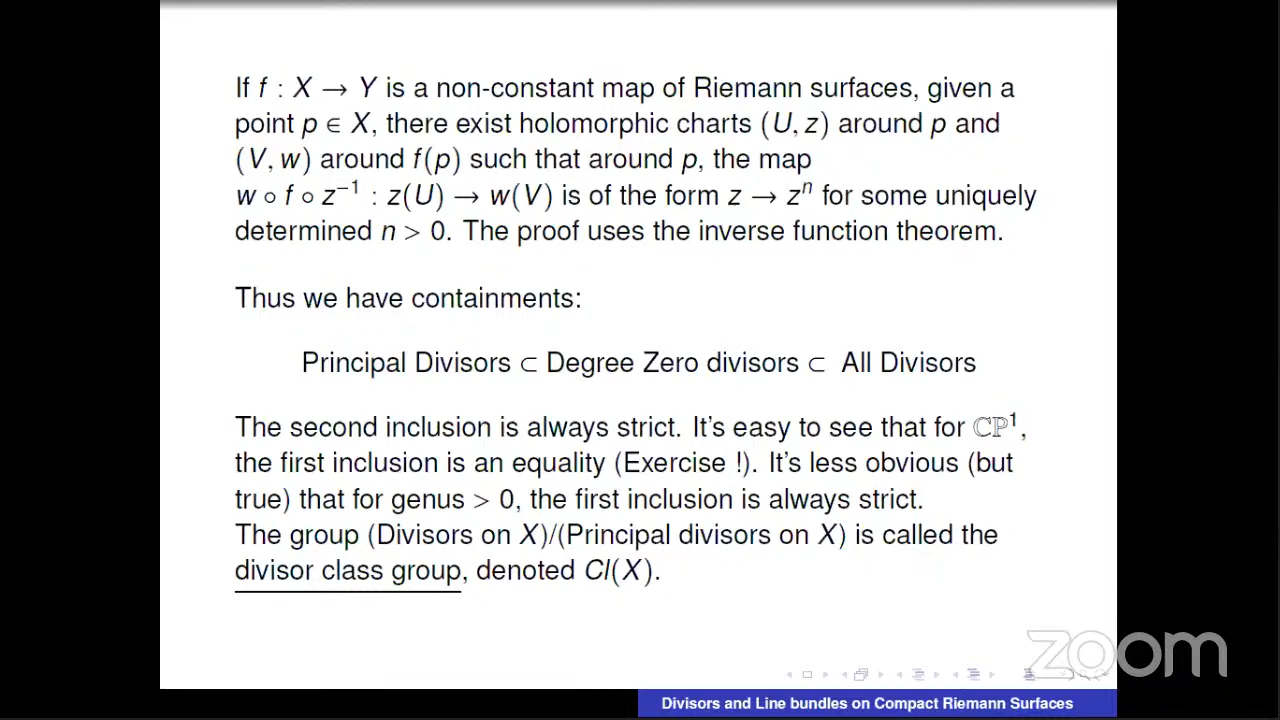 If f : X → Y is a non-constant map of Riemann surfaces, given a
point p ∈ X, there exist holomorphic charts (U, z) around p and
(V, w) around f(p) such that around p, the map
w ∘ f ∘ z⁻¹ : z(U) → w(V) is of the form z → zⁿ for some uniquely
determined n > 0. The proof uses the inverse function theorem.
Thus we have containments:
Principal Divisors ⊂ Degree Zero divisors ⊂ All Divisors
The second inclusion is always strict. It's easy to see that for ℂℙ¹,
the first inclusion is an equality (Exercise !). It's less obvious (but
true) that for genus > 0, the first inclusion is always strict.
The group (Divisors on X)/(Principal divisors on X) is called the
divisor class group, denoted Cl(X).
zoom
Divisors and Line bundles on Compact Riemann Surfaces